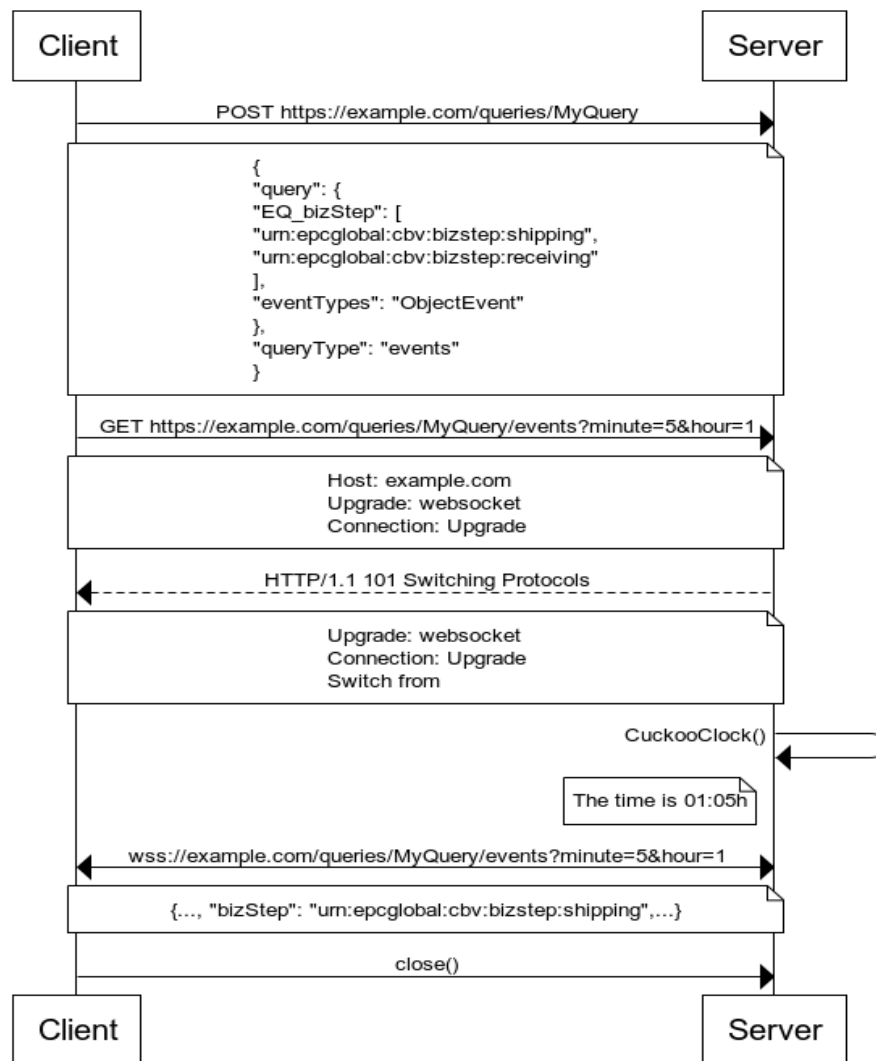 Client Server
POST https://example.com/queries/MyQuery
{
"query": {
"EQ_bizStep": [
"urn:epcglobal:cbv:bizstep:shipping",
"urn:epcglobal:cbv:bizstep:receiving"
],
"eventTypes": "ObjectEvent"
},
"queryType": "events"
}
GET https://example.com/queries/MyQuery/events?minute=5&hour=1
Host: example.com
Upgrade: websocket
Connection: Upgrade
HTTP/1.1 101 Switching Protocols
Upgrade: websocket
Connection: Upgrade
Switch from
CuckooClock()
The time is 01:05h
wss://example.com/queries/MyQuery/events?minute=5&hour=1
{..., "bizStep": "urn:epcglobal:cbv:bizstep:shipping",...}
close()
Client Server